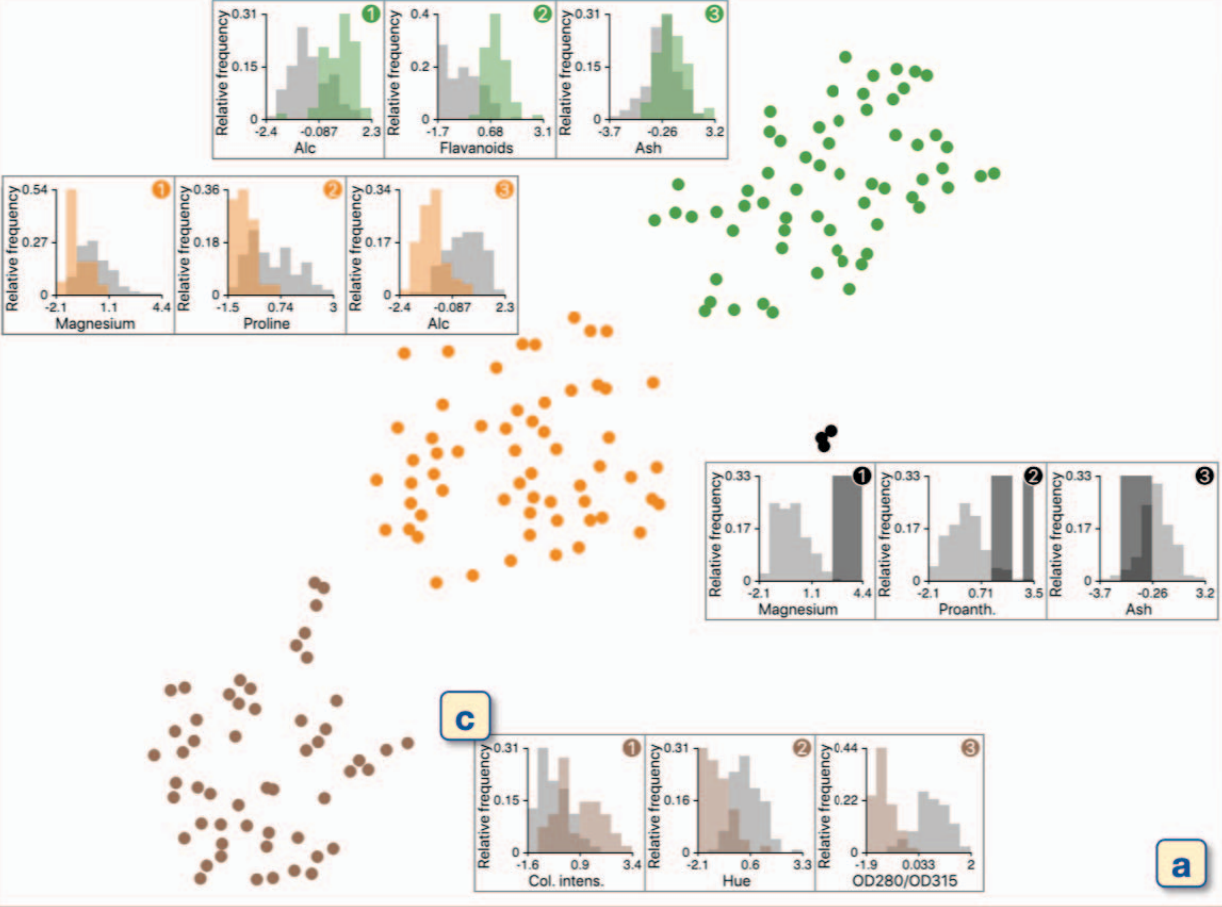 Relative frequency 0.31 0.15 0 -2.4 -0.087 2.3 Alc 1
Relative frequency 0.4 0.2 0 -1.7 0.68 3.1 Flavanoids 2
Relative frequency 0.31 0.15 0 -3.7 -0.26 3.2 Ash 3
Relative frequency 0.54 0.27 0 -2.1 1.1 4.4 Magnesium 1
Relative frequency 0.36 0.18 0 -1.5 0.74 3 Proline 2
Relative frequency 0.34 0.17 0 -2.4 -0.087 2.3 Alc 3
Relative frequency 0.33 0.17 0 -2.1 1.1 4.4 Magnesium 1
Relative frequency 0.33 0.17 0 -2.1 0.71 3.5 Proanth. 2
Relative frequency 0.33 0.17 0 -3.7 -0.26 3.2 Ash 3
c
Relative frequency 0.31 0.15 0 -1.6 0.9 3.4 Col. intens. 1
Relative frequency 0.31 0.16 0 -2.1 0.6 3.3 Hue 2
Relative frequency 0.44 0.22 0 -1.9 0.033 2 OD280/OD315 3
a